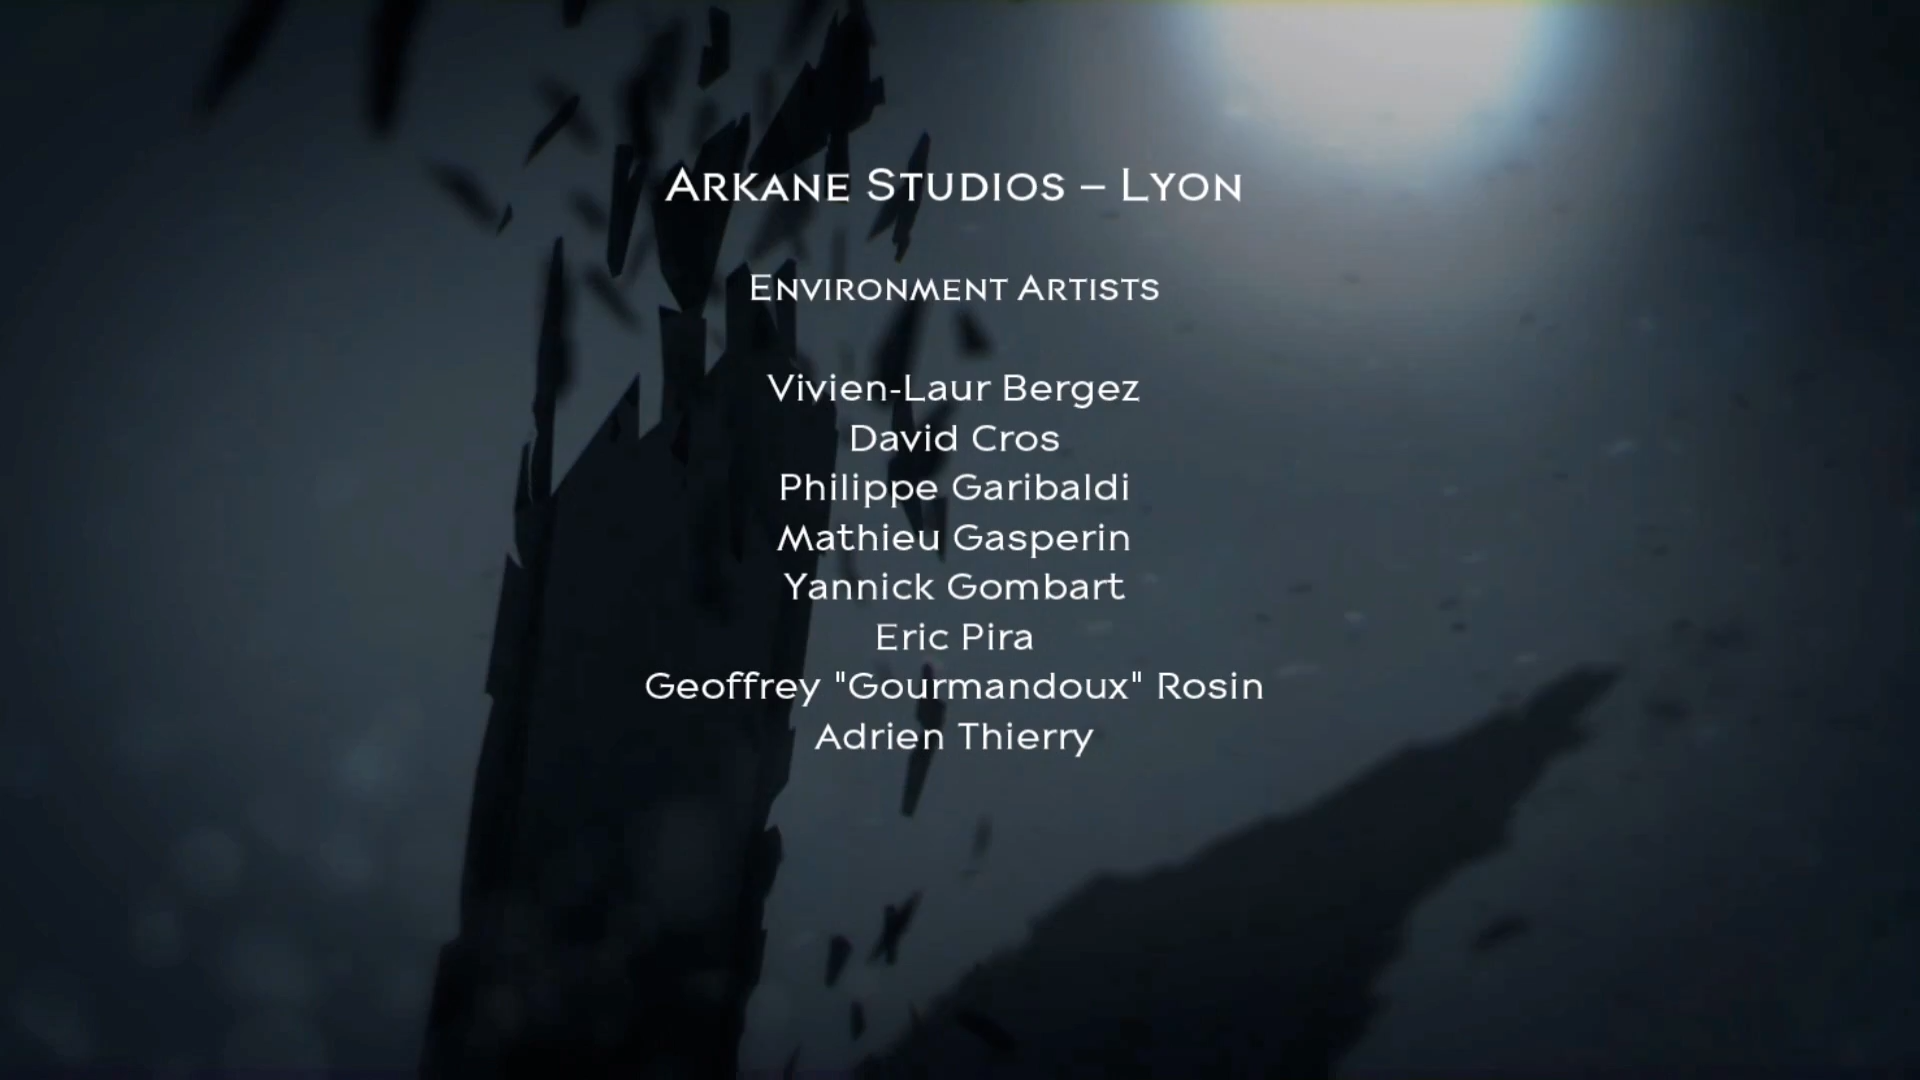 Arkane Studios – Lyon
Environment Artists
Vivien-Laur Bergez
David Cros
Philippe Garibaldi
Mathieu Gasperin
Yannick Gombart
Eric Pira
Geoffrey "Gourmandoux" Rosin
Adrien Thierry